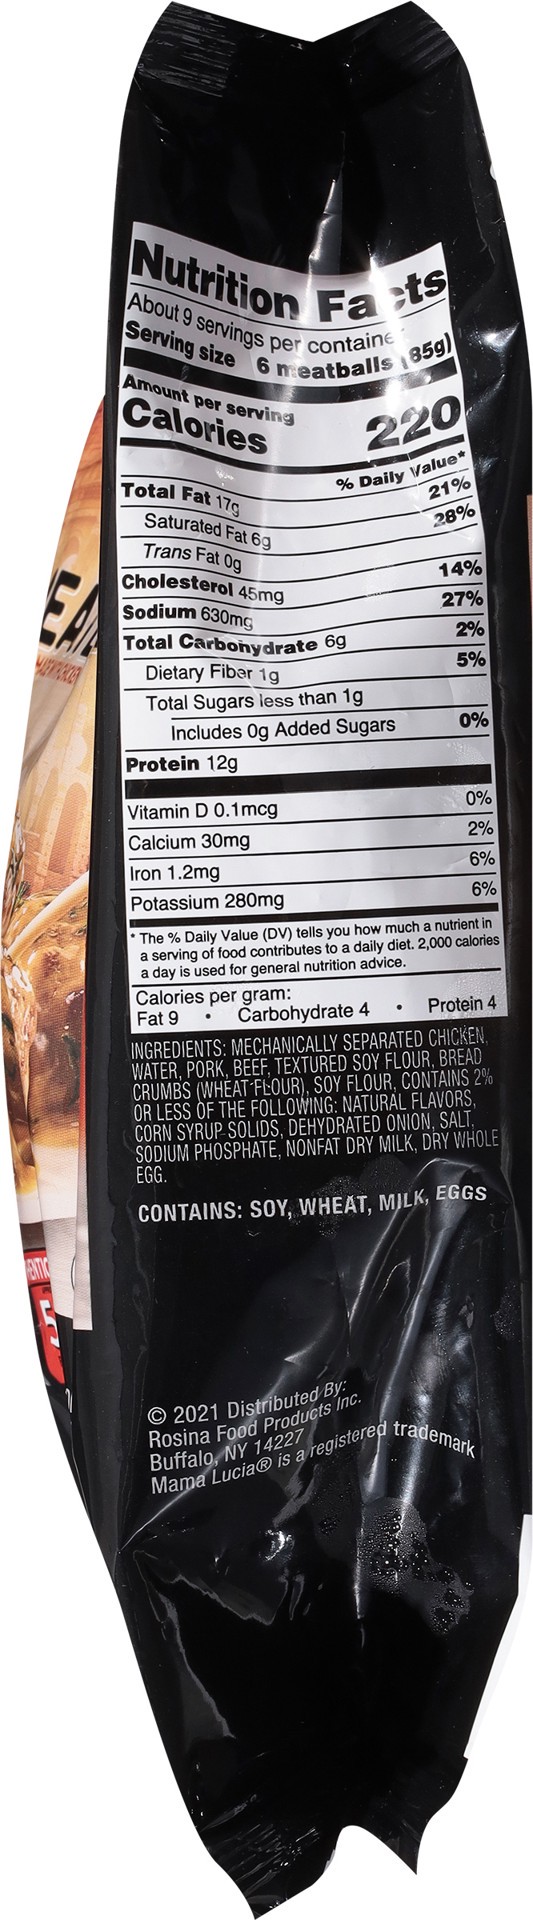 Nutrition Facts
About 9 servings per container
Serving size 6 meatballs (85g)
Amount per serving
Calories 220
% Daily Value*
Total Fat 17g 21%
Saturated Fat 6g 28%
Trans Fat 0g
Cholesterol 45mg 14%
Sodium 630mg 27%
Total Carbohydrate 6g 2%
Dietary Fiber 1g 5%
Total Sugars less than 1g
Includes 0g Added Sugars 0%
Protein 12g
Vitamin D 0.1mcg 0%
Calcium 30mg 2%
Iron 1.2mg 6%
Potassium 280mg 6%
* The % Daily Value (DV) tells you how much a nutrient in
a serving of food contributes to a daily diet. 2,000 calories
a day is used for general nutrition advice.
Calories per gram:
Fat 9 • Carbohydrate 4 • Protein 4
INGREDIENTS: MECHANICALLY SEPARATED CHICKEN,
WATER, PORK, BEEF, TEXTURED SOY FLOUR, BREAD
CRUMBS (WHEAT FLOUR), SOY FLOUR, CONTAINS 2%
OR LESS OF THE FOLLOWING: NATURAL FLAVORS,
CORN SYRUP SOLIDS, DEHYDRATED ONION, SALT,
SODIUM PHOSPHATE, NONFAT DRY MILK, DRY WHOLE
EGG.
CONTAINS: SOY, WHEAT, MILK, EGGS
© 2021 Distributed By:
Rosina Food Products Inc.
Buffalo, NY 14227
Mama Lucia® is a registered trademark